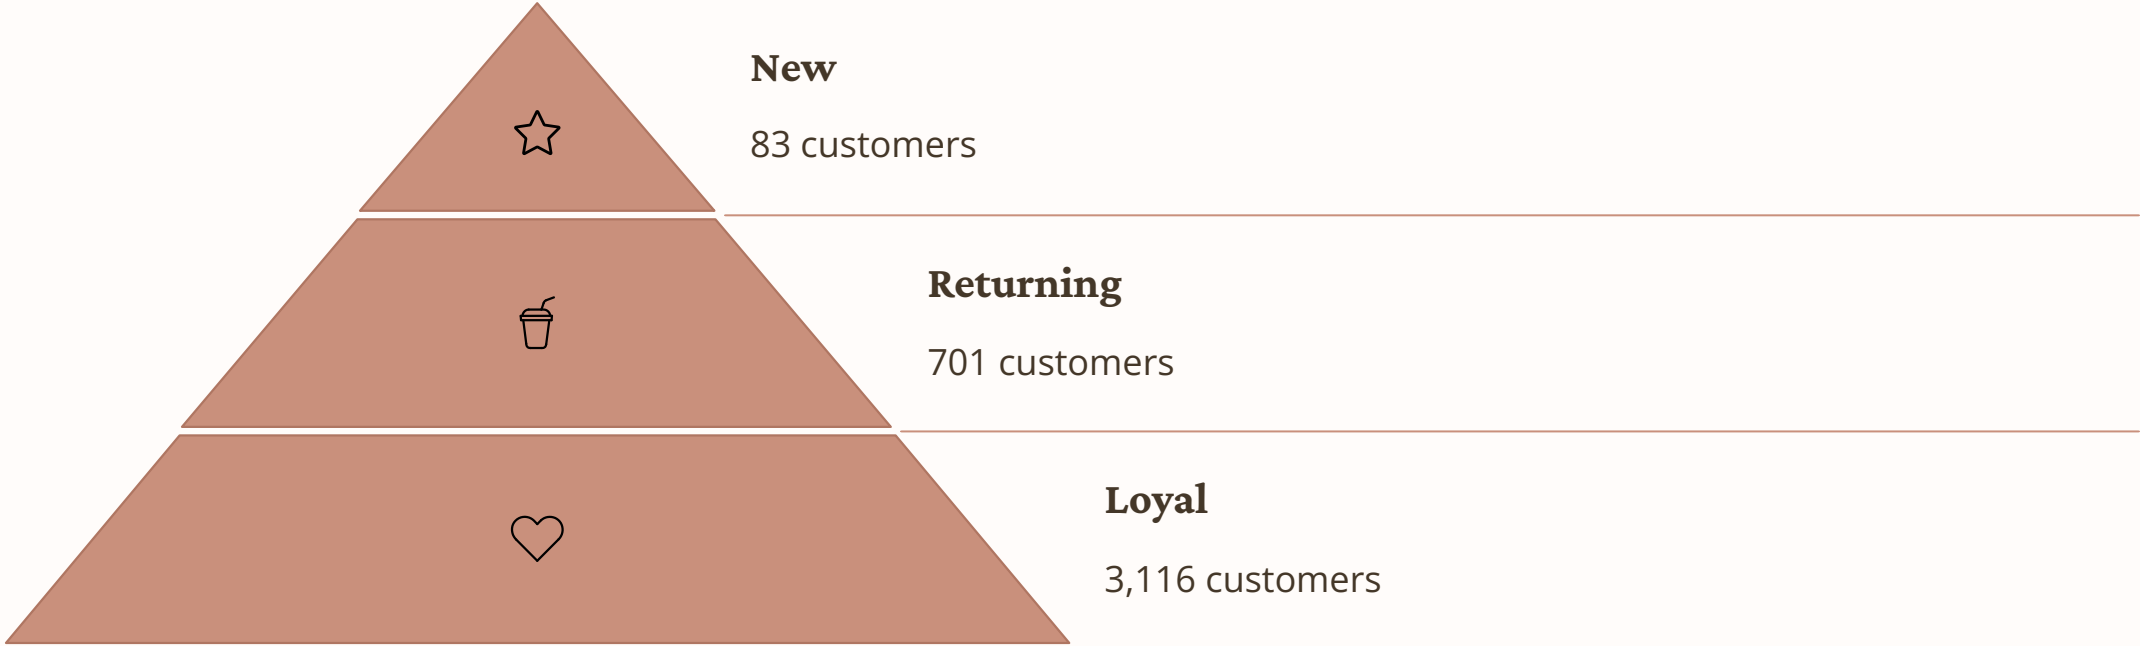 New
83 customers
Returning
701 customers
Loyal
3,116 customers